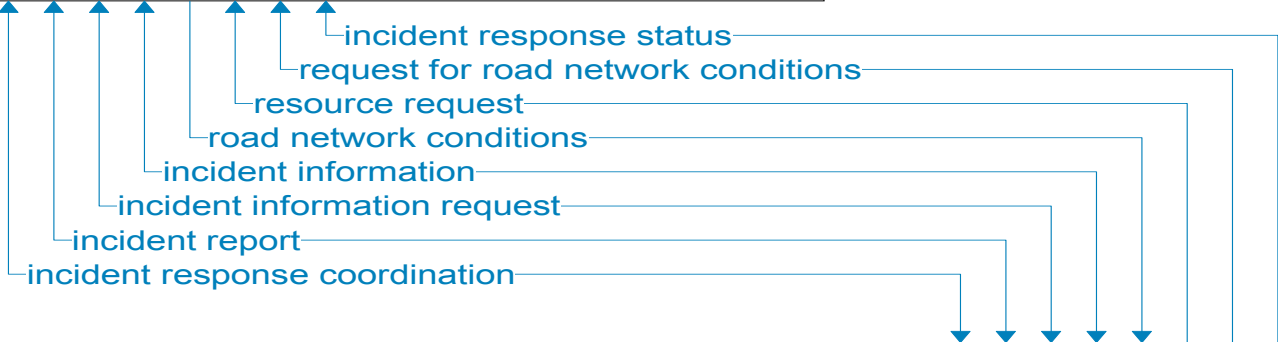 incident response status
request for road network conditions
resource request
road network conditions
incident information
incident information request
incident report
incident response coordination